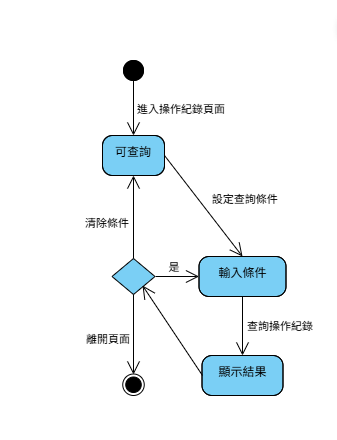 進入操作紀錄頁面
可查詢
設定查詢條件
清除條件
是
輸入條件
查詢操作紀錄
離開頁面
顯示結果